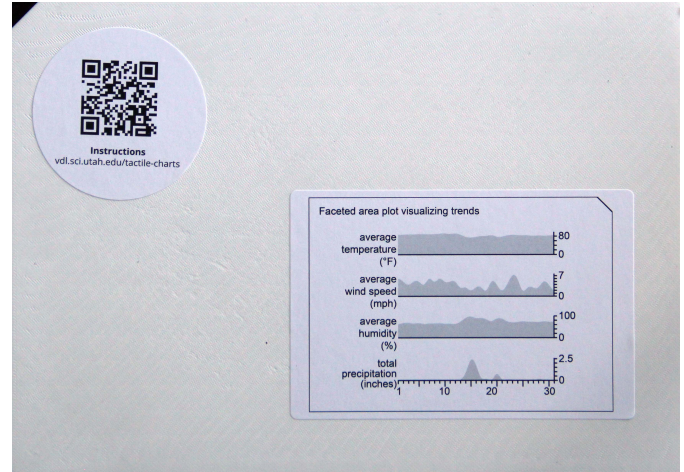 Instructions
vdl.sci.utah.edu/tactile-charts
Faceted area plot visualizing trends
average
temperature
(°F)
80
0
average
wind speed
(mph)
7
0
average
humidity
(%)
100
0
total
precipitation
(inches)
2.5
0
1 10 20 30